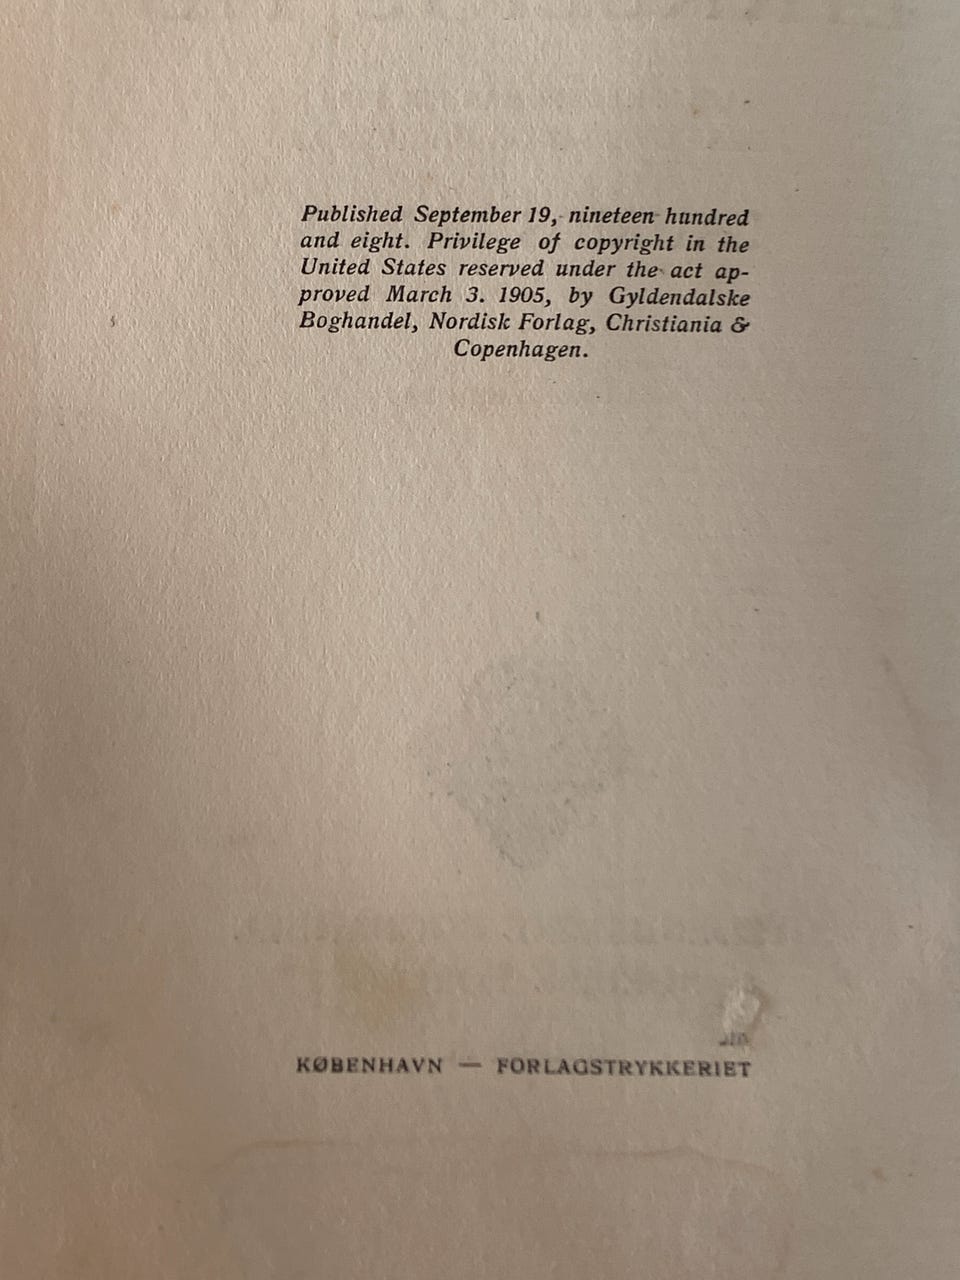 Published September 19, nineteen hundred
and eight. Privilege of copyright in the
United States reserved under the act ap-
proved March 3. 1905, by Gyldendalske
Boghandel, Nordisk Forlag, Christiania &
Copenhagen.
KØBENHAVN — FORLAGSTRYKKERIET